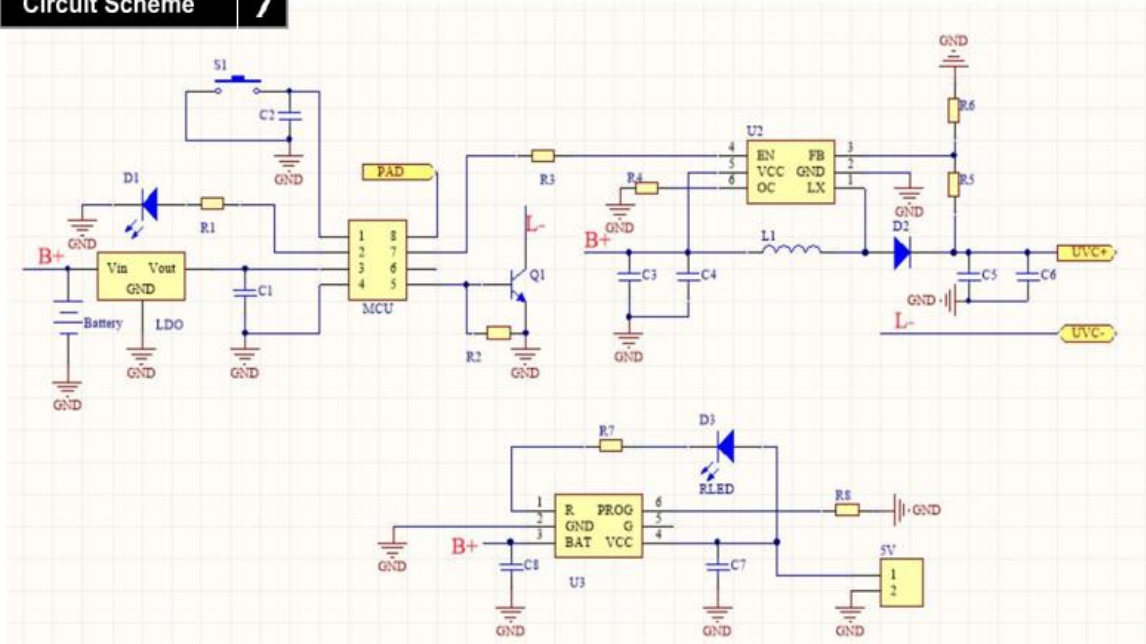 Circuit Scheme 7
GND
S1
C2
GND
U2
R6
4 EN FB 3
5 VCC GND 2
6 OC LX 1
R3
PAD
R4
R5
GND
GND
D1
R1
GND
L-
B+
Vin Vout
GND
LDO
Battery
GND
GND
C1
GND
1 8
2 7
3 6
4 5
MCU
Q1
R2
GND
B+
C3
C4
GND
L1
D2
C5
C6
GND
UVC+
L-
UVC-
R7
D3
RLED
1 R PROG 6
2 GND G 5
3 BAT VCC 4
U3
GND
B+
C8
GND
C7
GND
R8
GND
5V
1
2
GND